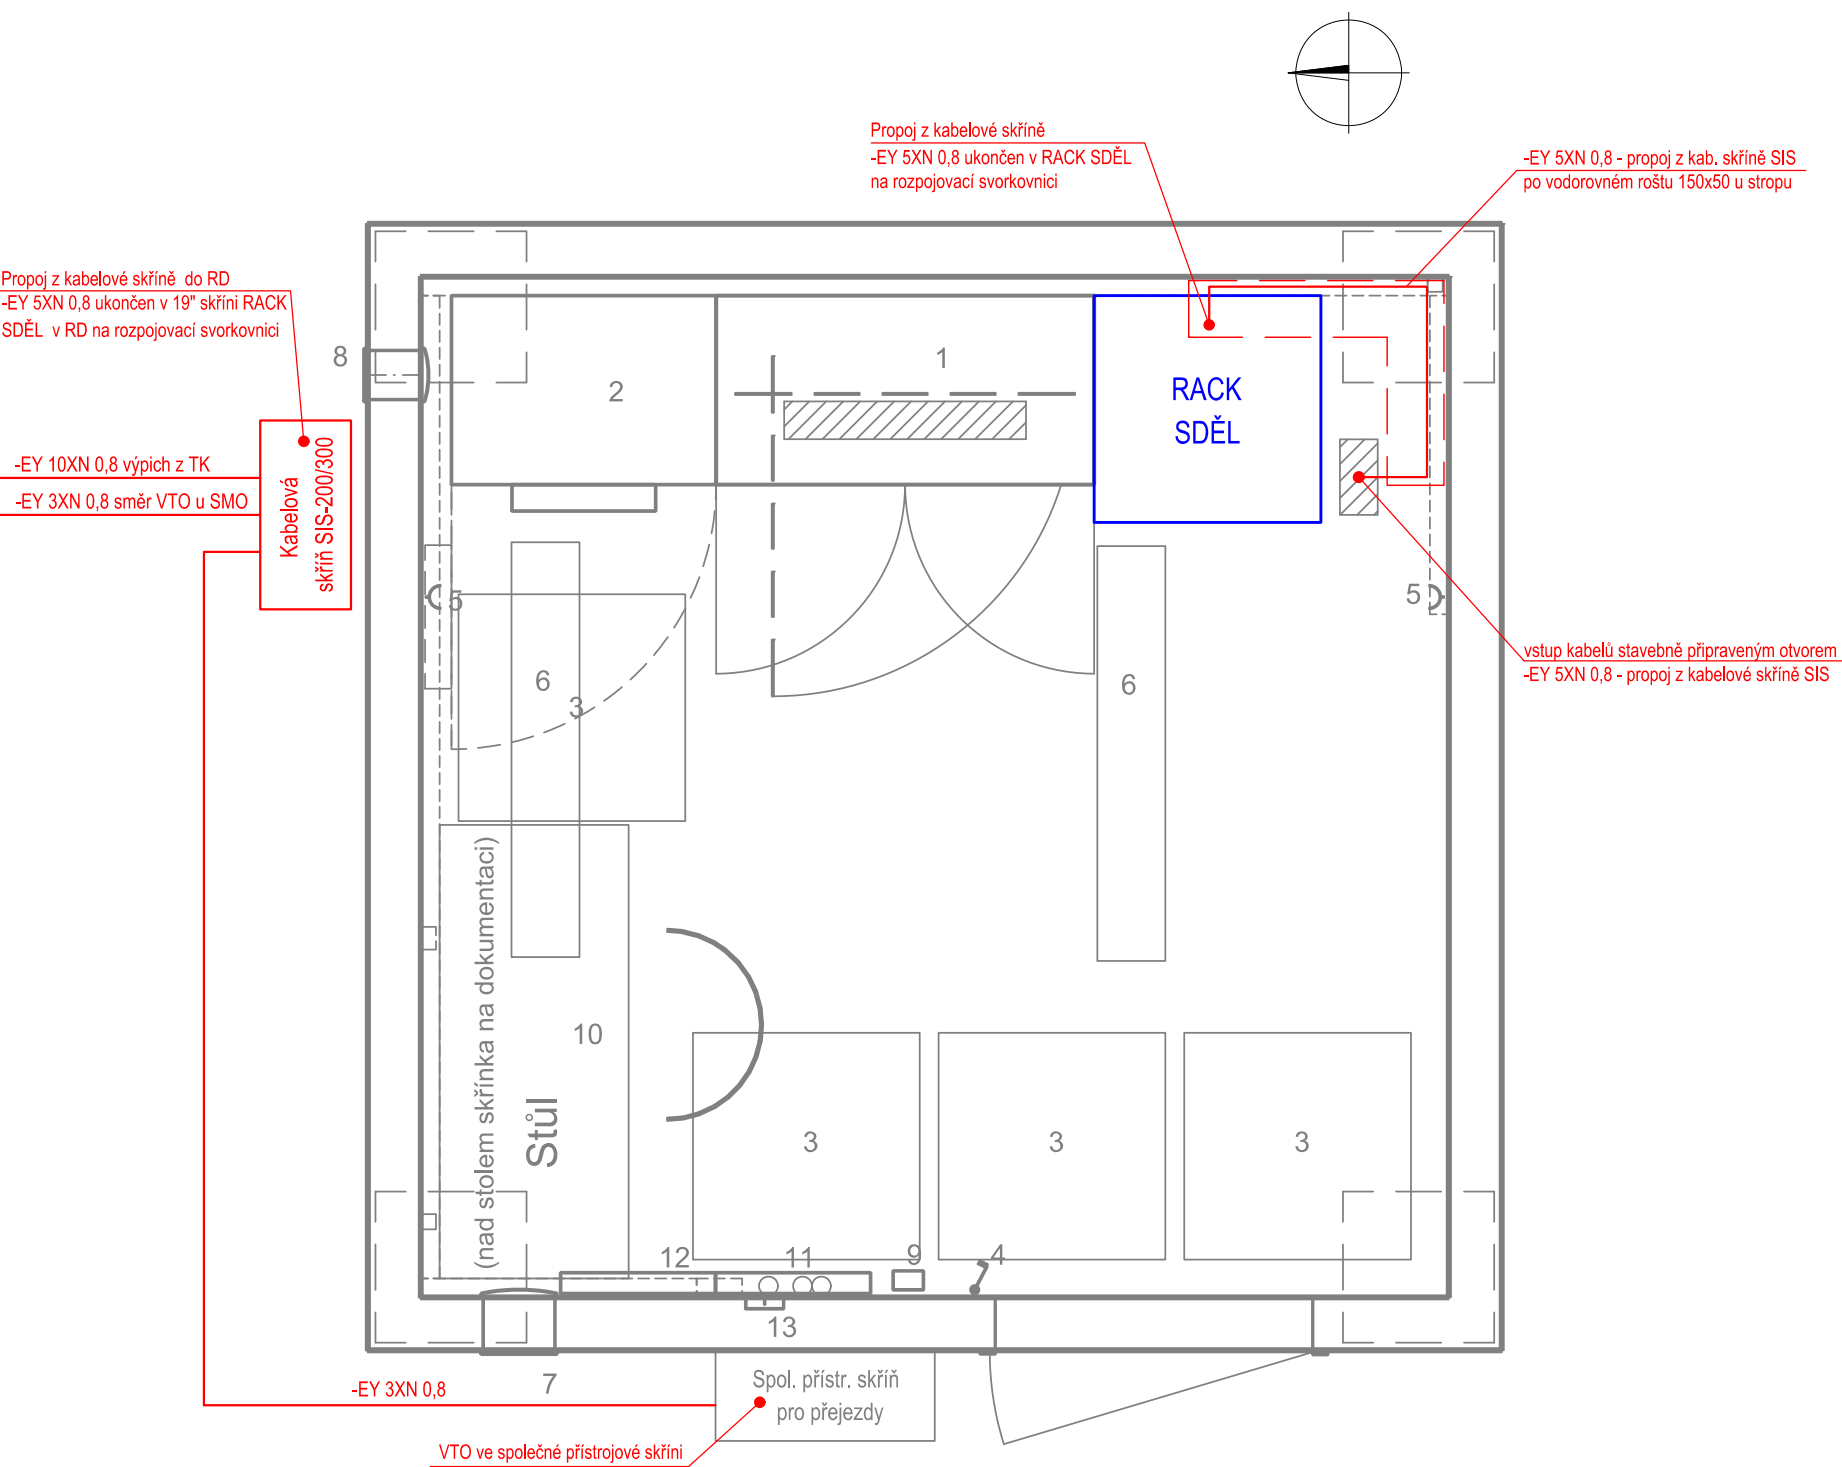 Propoj z kabelové skříně
-EY 5XN 0,8 ukončen v RACK SDĚL
na rozpojovací svorkovnici
-EY 5XN 0,8 - propoj z kab. skříně SIS
po vodorovném roštu 150x50 u stropu
Propoj z kabelové skříně do RD
-EY 5XN 0,8 ukončen v 19" skříni RACK
SDĚL v RD na rozpojovací svorkovnici
8
2
1
RACK
SDĚL
-EY 10XN 0,8 výpich z TK
-EY 3XN 0,8 směr VTO u SMO
Kabelová
skříň SIS-200/300
5
5
6
3
6
vstup kabelů stavebně připraveným otvorem
-EY 5XN 0,8 - propoj z kabelové skříně SIS
(nad stolem skřínka na dokumentaci)
Stůl
10
3
3
3
12
11
9
4
13
7
-EY 3XN 0,8
Spol. přístr. skříň
pro přejezdy
VTO ve společné přístrojové skříni